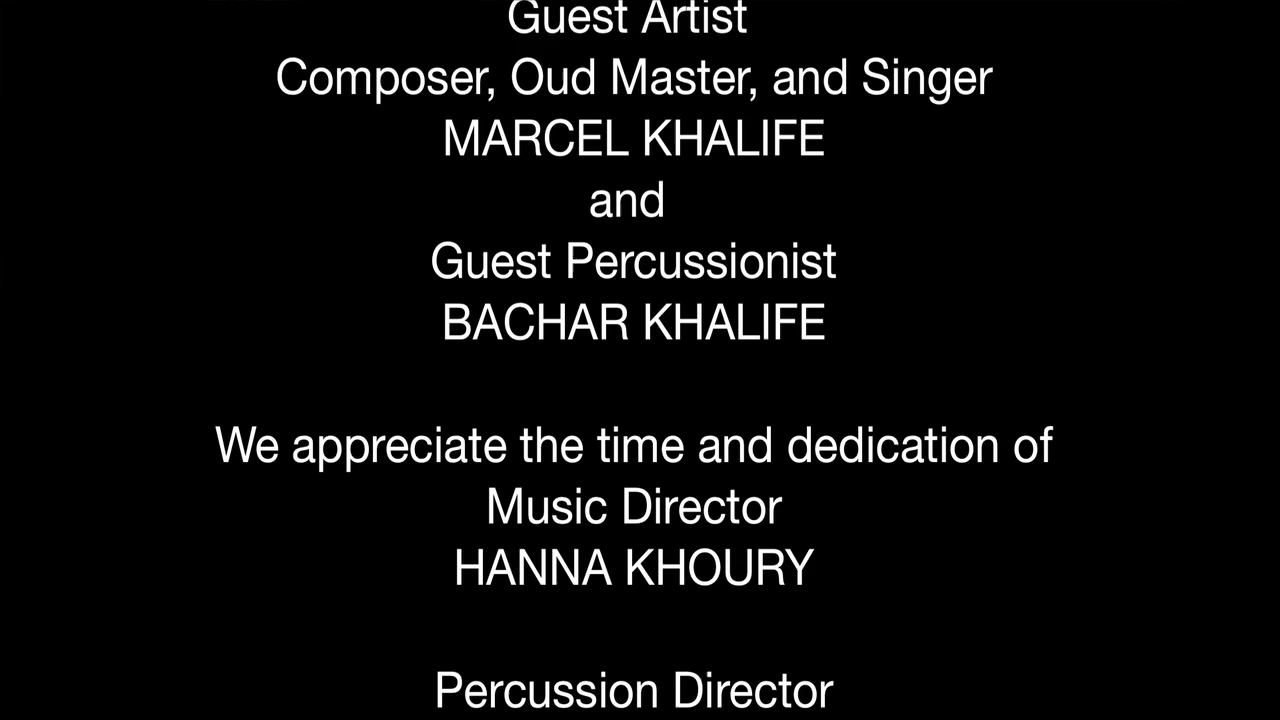 Guest Artist
Composer, Oud Master, and Singer
MARCEL KHALIFE
and
Guest Percussionist
BACHAR KHALIFE
We appreciate the time and dedication of
Music Director
HANNA KHOURY
Percussion Director